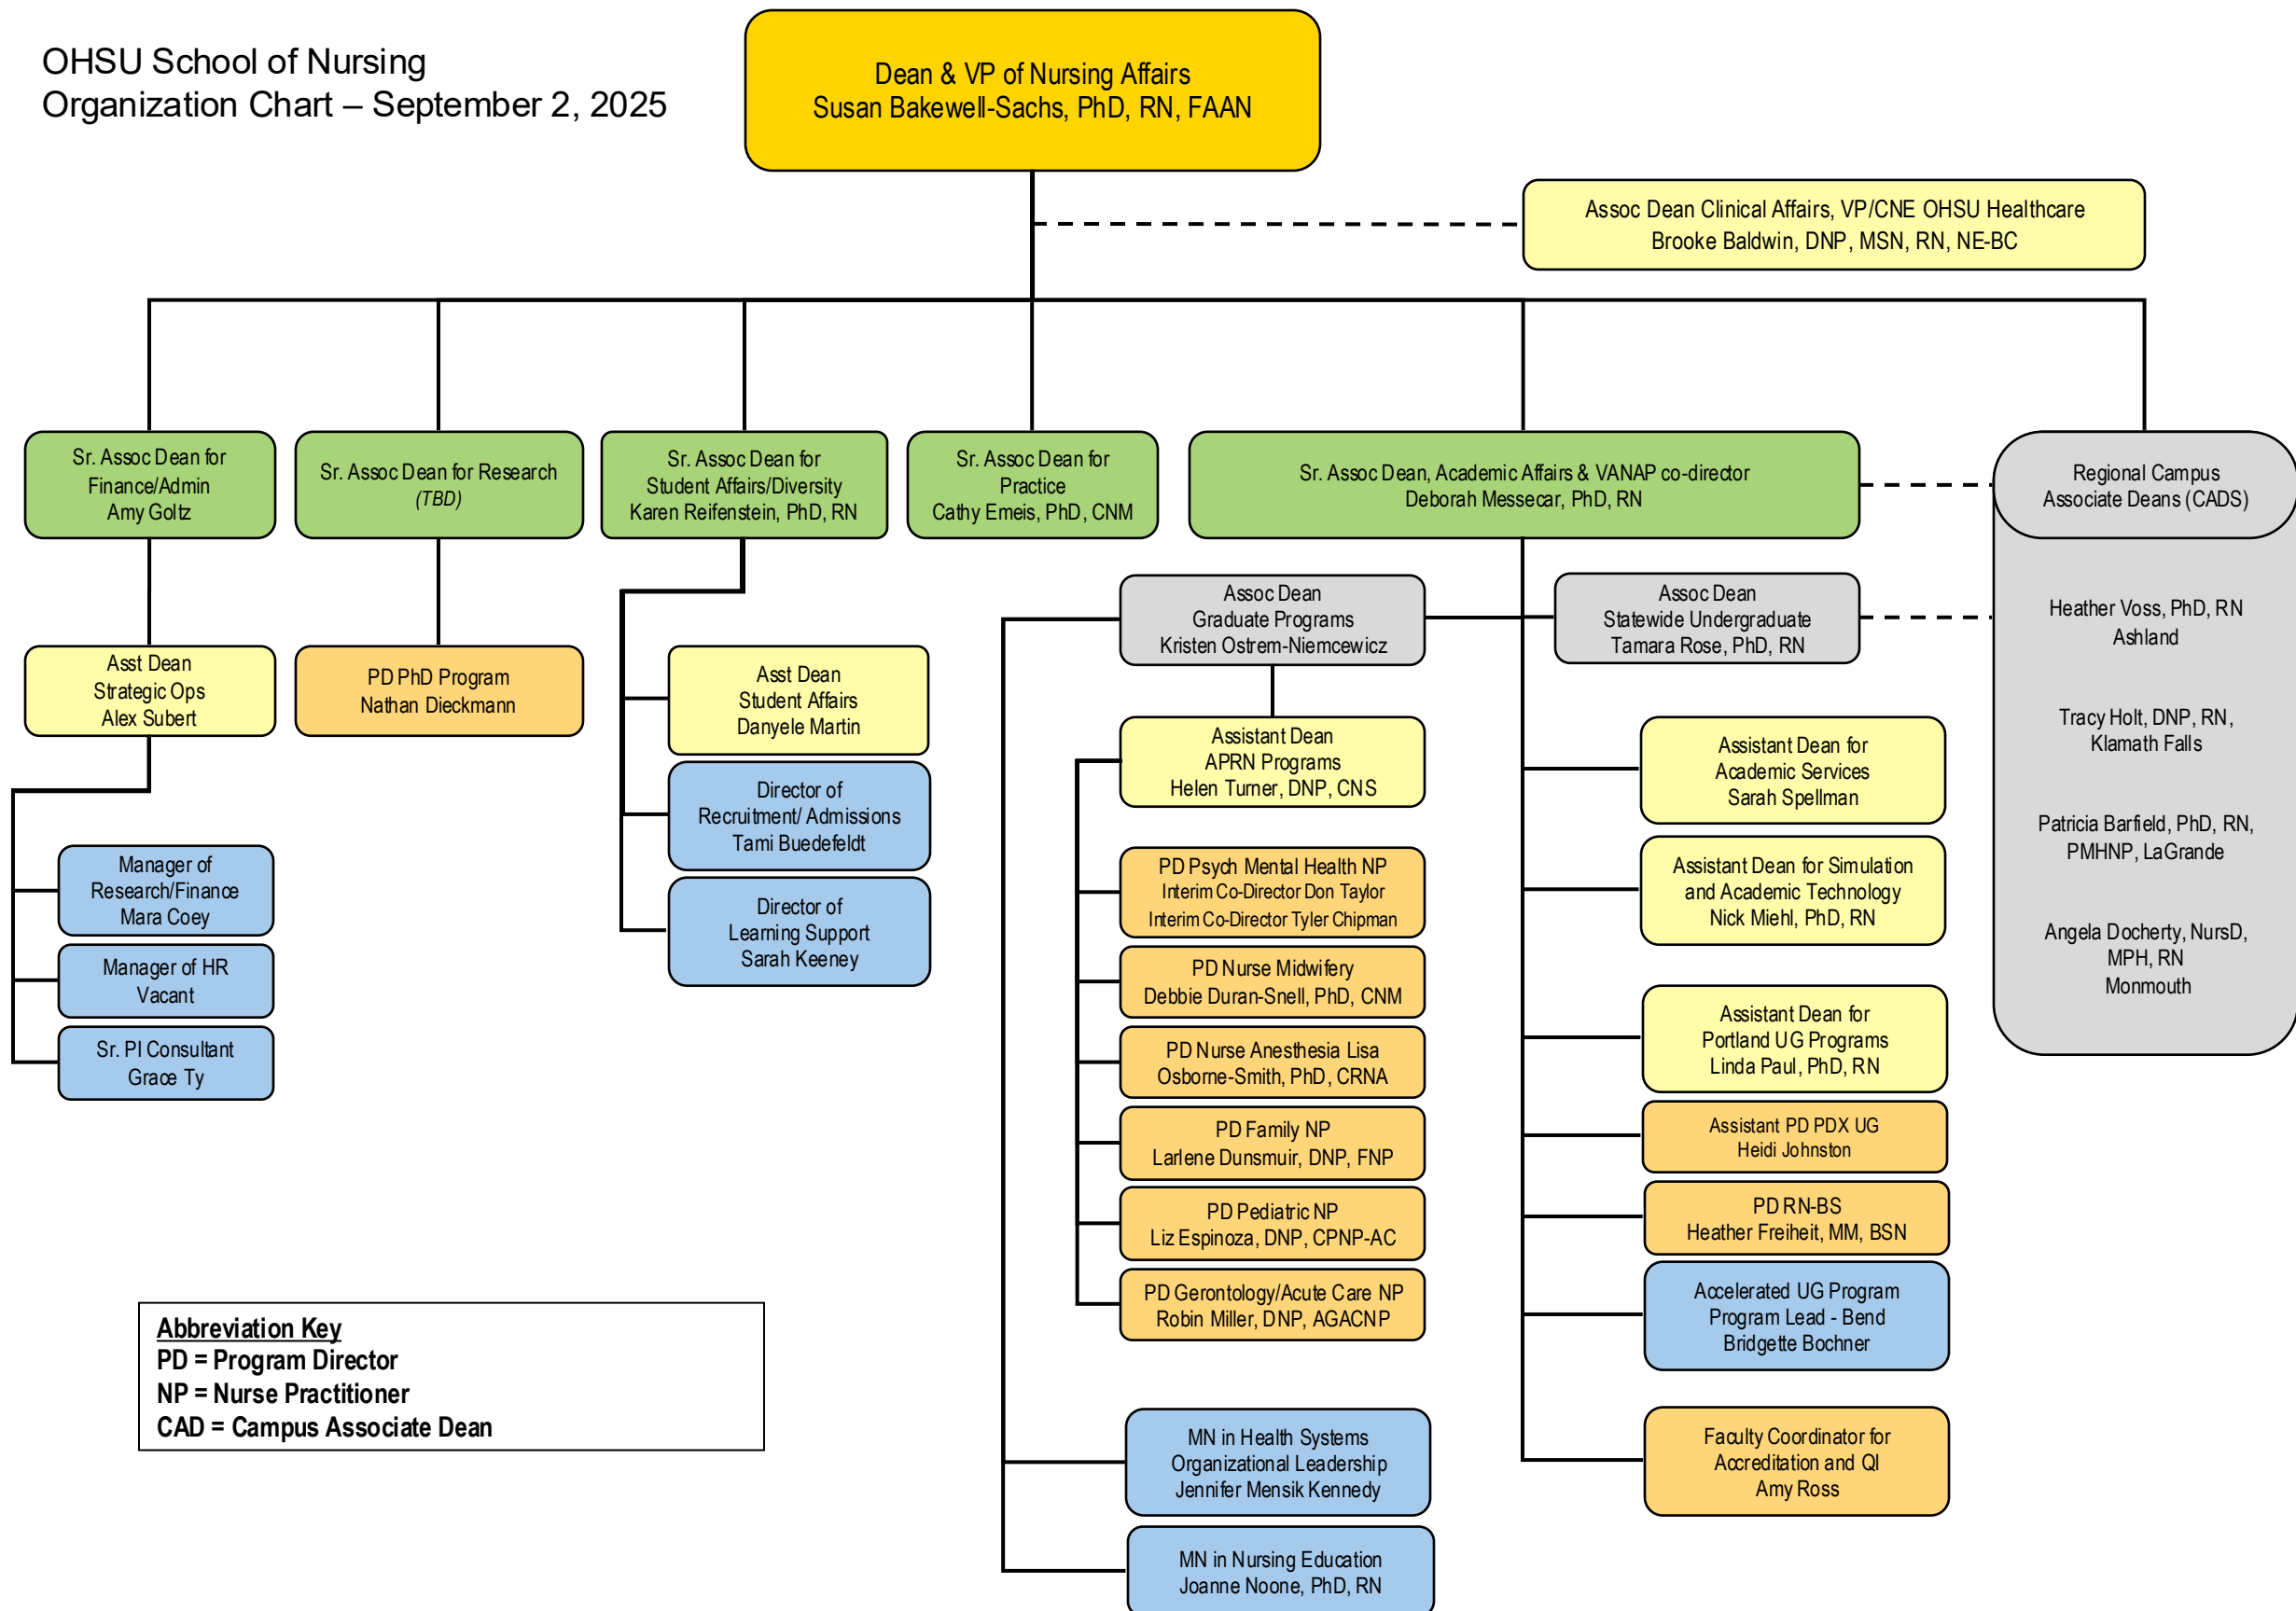 OHSU School of Nursing
Organization Chart – September 2, 2025
Dean & VP of Nursing Affairs
Susan Bakewell-Sachs, PhD, RN, FAAN
Assoc Dean Clinical Affairs, VP/CNE OHSU Healthcare
Brooke Baldwin, DNP, MSN, RN, NE-BC
Sr. Assoc Dean for
Finance/Admin
Amy Goltz
Sr. Assoc Dean for Research
(TBD)
Sr. Assoc Dean for
Student Affairs/Diversity
Karen Reifenstein, PhD, RN
Sr. Assoc Dean for
Practice
Cathy Emeis, PhD, CNM
Sr. Assoc Dean, Academic Affairs & VANAP co-director
Deborah Messecar, PhD, RN
Regional Campus
Associate Deans (CADS)
Heather Voss, PhD, RN
Ashland
Tracy Holt, DNP, RN,
Klamath Falls
Patricia Barfield, PhD, RN,
PMHNP, LaGrande
Angela Docherty, NursD,
MPH, RN
Monmouth
Asst Dean
Strategic Ops
Alex Subert
Manager of
Research/Finance
Mara Coey
Manager of HR
Vacant
Sr. PI Consultant
Grace Ty
PD PhD Program
Nathan Dieckmann
Asst Dean
Student Affairs
Danyele Martin
Director of
Recruitment/ Admissions
Tami Buedefeldt
Director of
Learning Support
Sarah Keeney
Assoc Dean
Graduate Programs
Kristen Ostrem-Niemcewicz
Assoc Dean
Statewide Undergraduate
Tamara Rose, PhD, RN
Assistant Dean
APRN Programs
Helen Turner, DNP, CNS
PD Psych Mental Health NP
Interim Co-Director Don Taylor
Interim Co-Director Tyler Chipman
PD Nurse Midwifery
Debbie Duran-Snell, PhD, CNM
PD Nurse Anesthesia Lisa
Osborne-Smith, PhD, CRNA
PD Family NP
Larlene Dunsmuir, DNP, FNP
PD Pediatric NP
Liz Espinoza, DNP, CPNP-AC
PD Gerontology/Acute Care NP
Robin Miller, DNP, AGACNP
MN in Health Systems
Organizational Leadership
Jennifer Mensik Kennedy
MN in Nursing Education
Joanne Noone, PhD, RN
Assistant Dean for
Academic Services
Sarah Spellman
Assistant Dean for Simulation
and Academic Technology
Nick Miehl, PhD, RN
Assistant Dean for
Portland UG Programs
Linda Paul, PhD, RN
Assistant PD PDX UG
Heidi Johnston
PD RN-BS
Heather Freiheit, MM, BSN
Accelerated UG Program
Program Lead - Bend
Bridgette Bochner
Faculty Coordinator for
Accreditation and QI
Amy Ross
Abbreviation Key
PD = Program Director
NP = Nurse Practitioner
CAD = Campus Associate Dean